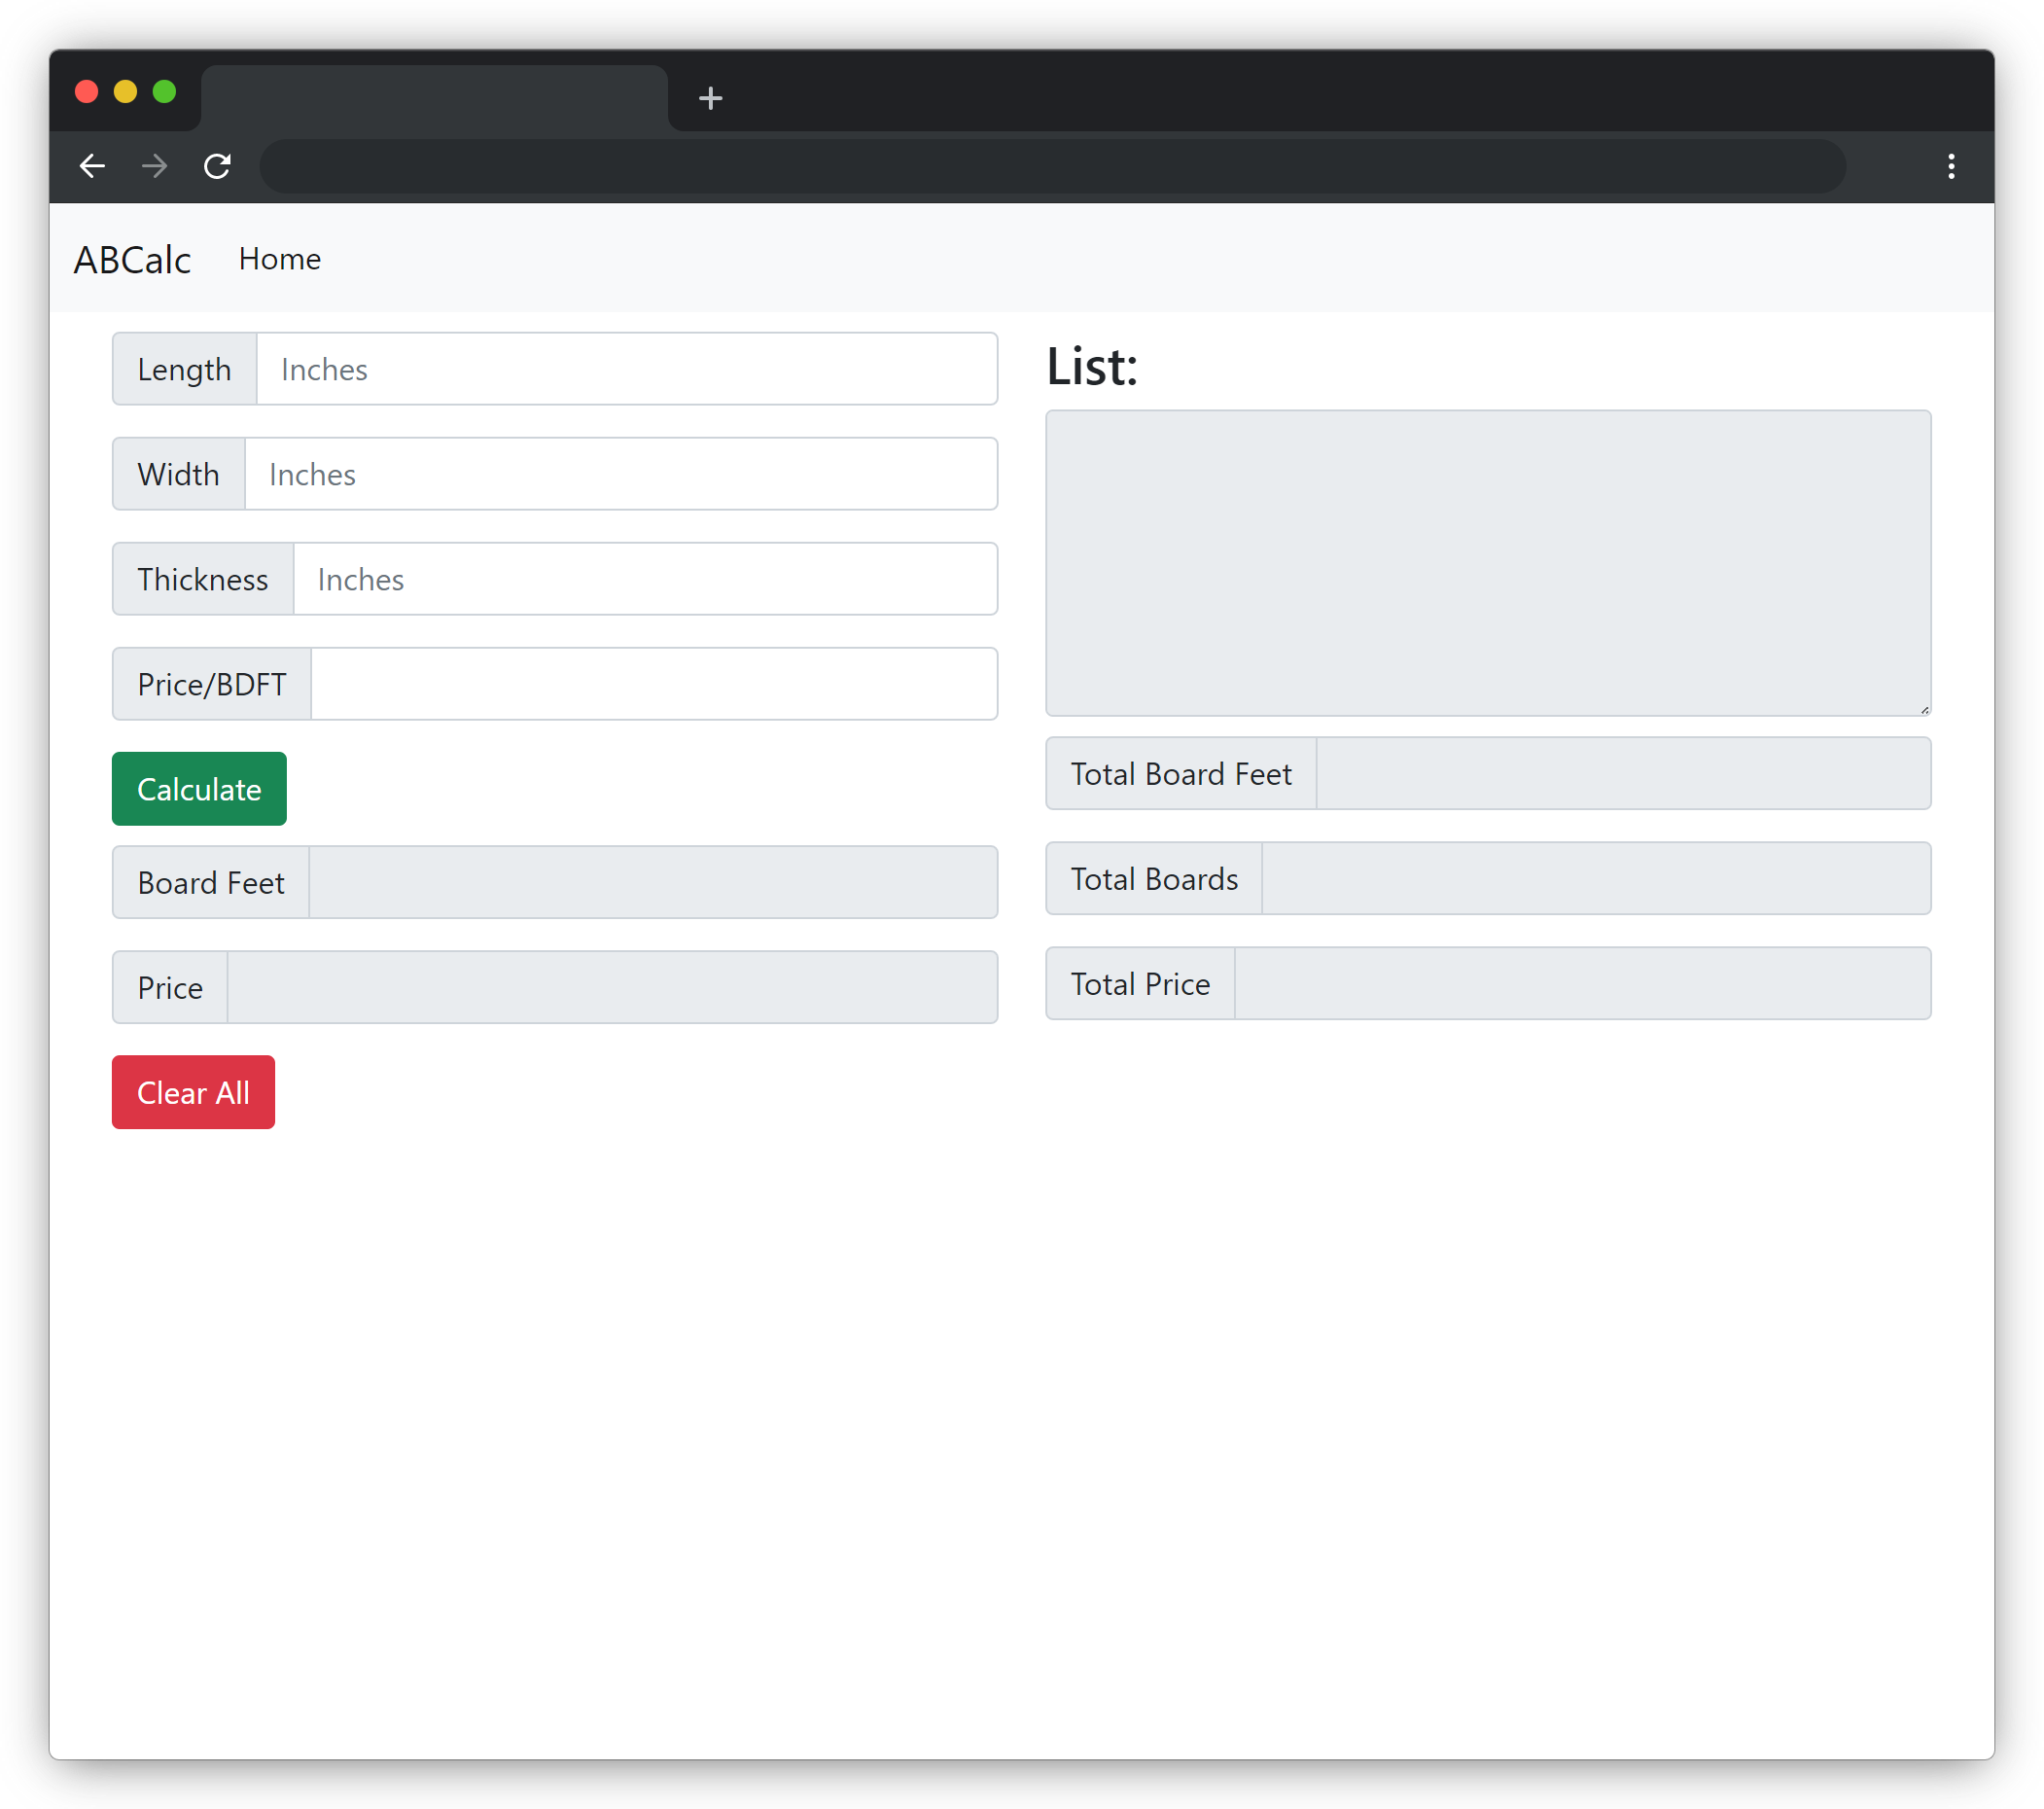 ABCalc Home
Length Inches
Width Inches
Thickness Inches
Price/BDFT
Calculate
Board Feet
Price
Clear All
List:
Total Board Feet
Total Boards
Total Price